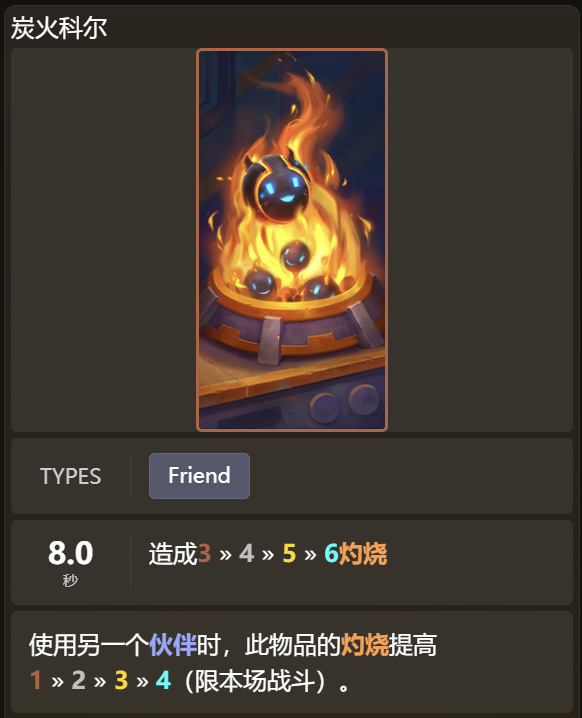 炭火科尔
TYPES
Friend
8.0
秒
造成3 » 4 » 5 » 6灼烧
使用另一个伙伴时，此物品的灼烧提高
1 » 2 » 3 » 4（限本场战斗）。